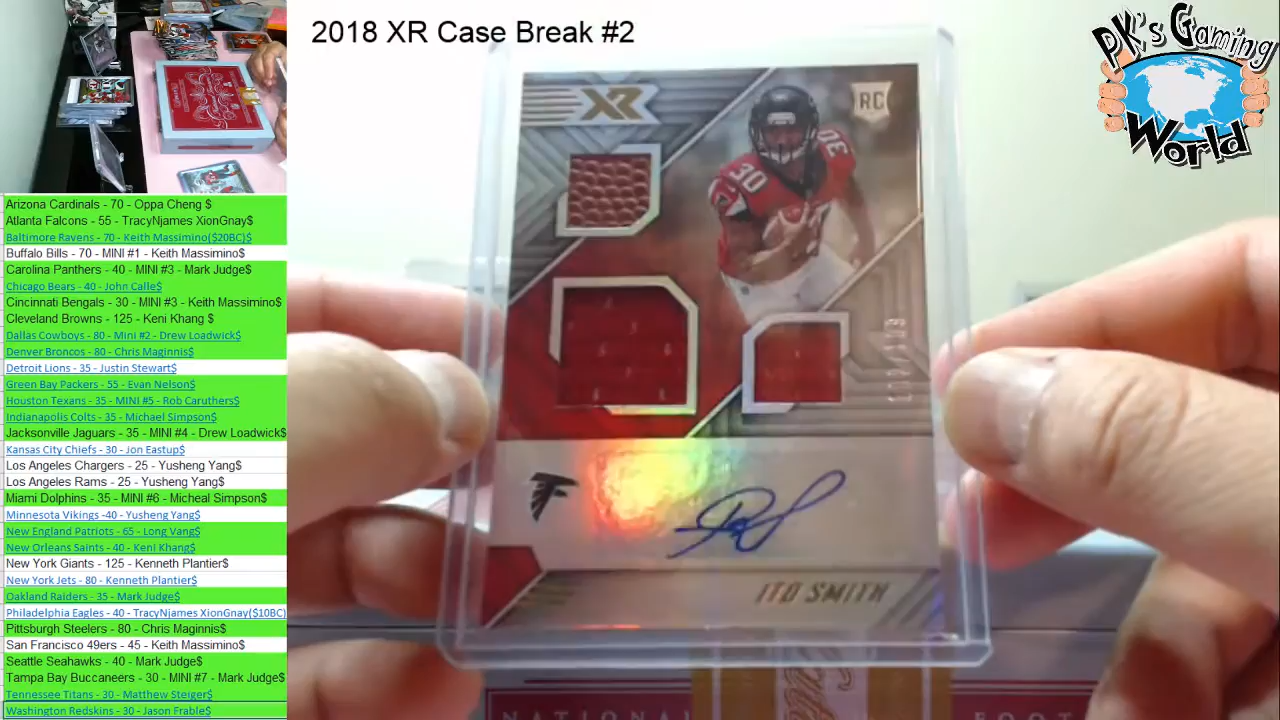 2018 XR Case Break #2
PK's Gaming
World
Arizona Cardinals - 70 - Oppa Cheng $
Atlanta Falcons - 55 - TracyNjames XionGnay$
Baltimore Ravens - 70 - Keith Massimino($20BC)$
Buffalo Bills - 70 - MINI #1 - Keith Massimino$
Carolina Panthers - 40 - MINI #3 - Mark Judge$
Chicago Bears - 40 - John Calle$
Cincinnati Bengals - 30 - MINI #3 - Keith Massimino$
Cleveland Browns - 125 - Keni Khang $
Dallas Cowboys - 80 - Mini #2 - Drew Loadwick$
Denver Broncos - 80 - Chris Maginnis$
Detroit Lions - 35 - Justin Stewart$
Green Bay Packers - 55 - Evan Nelson$
Houston Texans - 35 - MINI #5 - Rob Caruthers$
Indianapolis Colts - 35 - Michael Simpson$
Jacksonville Jaguars - 35 - MINI #4 - Drew Loadwick$
Kansas City Chiefs - 30 - Jon Eastup$
Los Angeles Chargers - 25 - Yusheng Yang$
Los Angeles Rams - 25 - Yusheng Yang$
Miami Dolphins - 35 - MINI #6 - Micheal Simpson$
Minnesota Vikings -40 - Yusheng Yang$
New England Patriots - 65 - Long Vang$
New Orleans Saints - 40 - Keni Khang$
New York Giants - 125 - Kenneth Plantier$
New York Jets - 80 - Kenneth Plantier$
Oakland Raiders - 35 - Mark Judge$
Philadelphia Eagles - 40 - TracyNjames XionGnay($10BC)
Pittsburgh Steelers - 80 - Chris Maginnis$
San Francisco 49ers - 45 - Keith Massimino$
Seattle Seahawks - 40 - Mark Judge$
Tampa Bay Buccaneers - 30 - MINI #7 - Mark Judge$
Tennessee Titans - 30 - Matthew Steiger$
Washington Redskins - 30 - Jason Frable$
XR
RC
30
30
ITO SMITH
NATIONAL FOOT